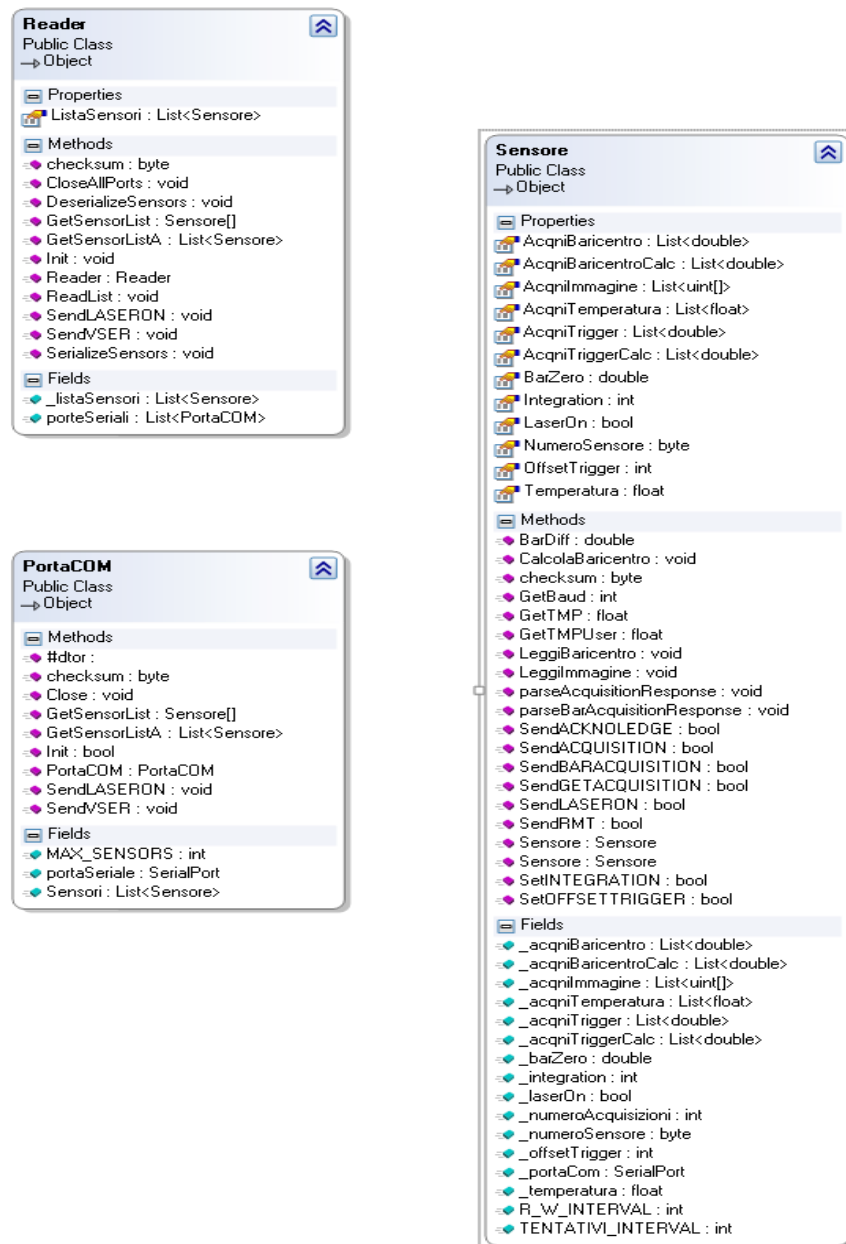 Reader
Public Class
Object
Properties
ListaSensori : List<Sensore>
Methods
checksum : byte
CloseAllPorts : void
DeserializeSensors : void
GetSensorList : Sensore[]
GetSensorListA : List<Sensore>
Init : void
Reader : Reader
ReadList : void
SendLASERON : void
SendVSER : void
SerializeSensors : void
Fields
_listaSensori : List<Sensore>
porteSeriali : List<PortaCOM>
PortaCOM
Public Class
Object
Methods
#dtor :
checksum : byte
Close : void
GetSensorList : Sensore[]
GetSensorListA : List<Sensore>
Init : bool
PortaCOM : PortaCOM
SendLASERON : void
SendVSER : void
Fields
MAX_SENSORS : int
portaSeriale : SerialPort
Sensori : List<Sensore>
Sensore
Public Class
Object
Properties
AcqniBaricentro : List<double>
AcqniBaricentroCalc : List<double>
AcqniImmagine : List<uint[]>
AcqniTemperatura : List<float>
AcqniTrigger : List<double>
AcqniTriggerCalc : List<double>
BarZero : double
Integration : int
LaserOn : bool
NumeroSensore : byte
OffsetTrigger : int
Temperatura : float
Methods
BarDiff : double
CalcolaBaricentro : void
checksum : byte
GetBaud : int
GetTMP : float
GetTMPUser : float
LeggiBaricentro : void
LeggiImmagine : void
parseAcquisitionResponse : void
parseBarAcquisitionResponse : void
SendACKNOLEDGE : bool
SendACQUISITION : bool
SendBARACQUISITION : bool
SendGETACQUISITION : bool
SendLASERON : bool
SendRMT : bool
Sensore : Sensore
Sensore : Sensore
SetINTEGRATION : bool
SetOFFSETTRIGGER : bool
Fields
_acqniBaricentro : List<double>
_acqniBaricentroCalc : List<double>
_acqniImmagine : List<uint[]>
_acqniTemperatura : List<float>
_acqniTrigger : List<double>
_acqniTriggerCalc : List<double>
_barZero : double
_integration : int
_laserOn : bool
_numeroAcquisizioni : int
_numeroSensore : byte
_offsetTrigger : int
_portaCom : SerialPort
_temperatura : float
R_W_INTERVAL : int
TENTATIVI_INTERVAL : int